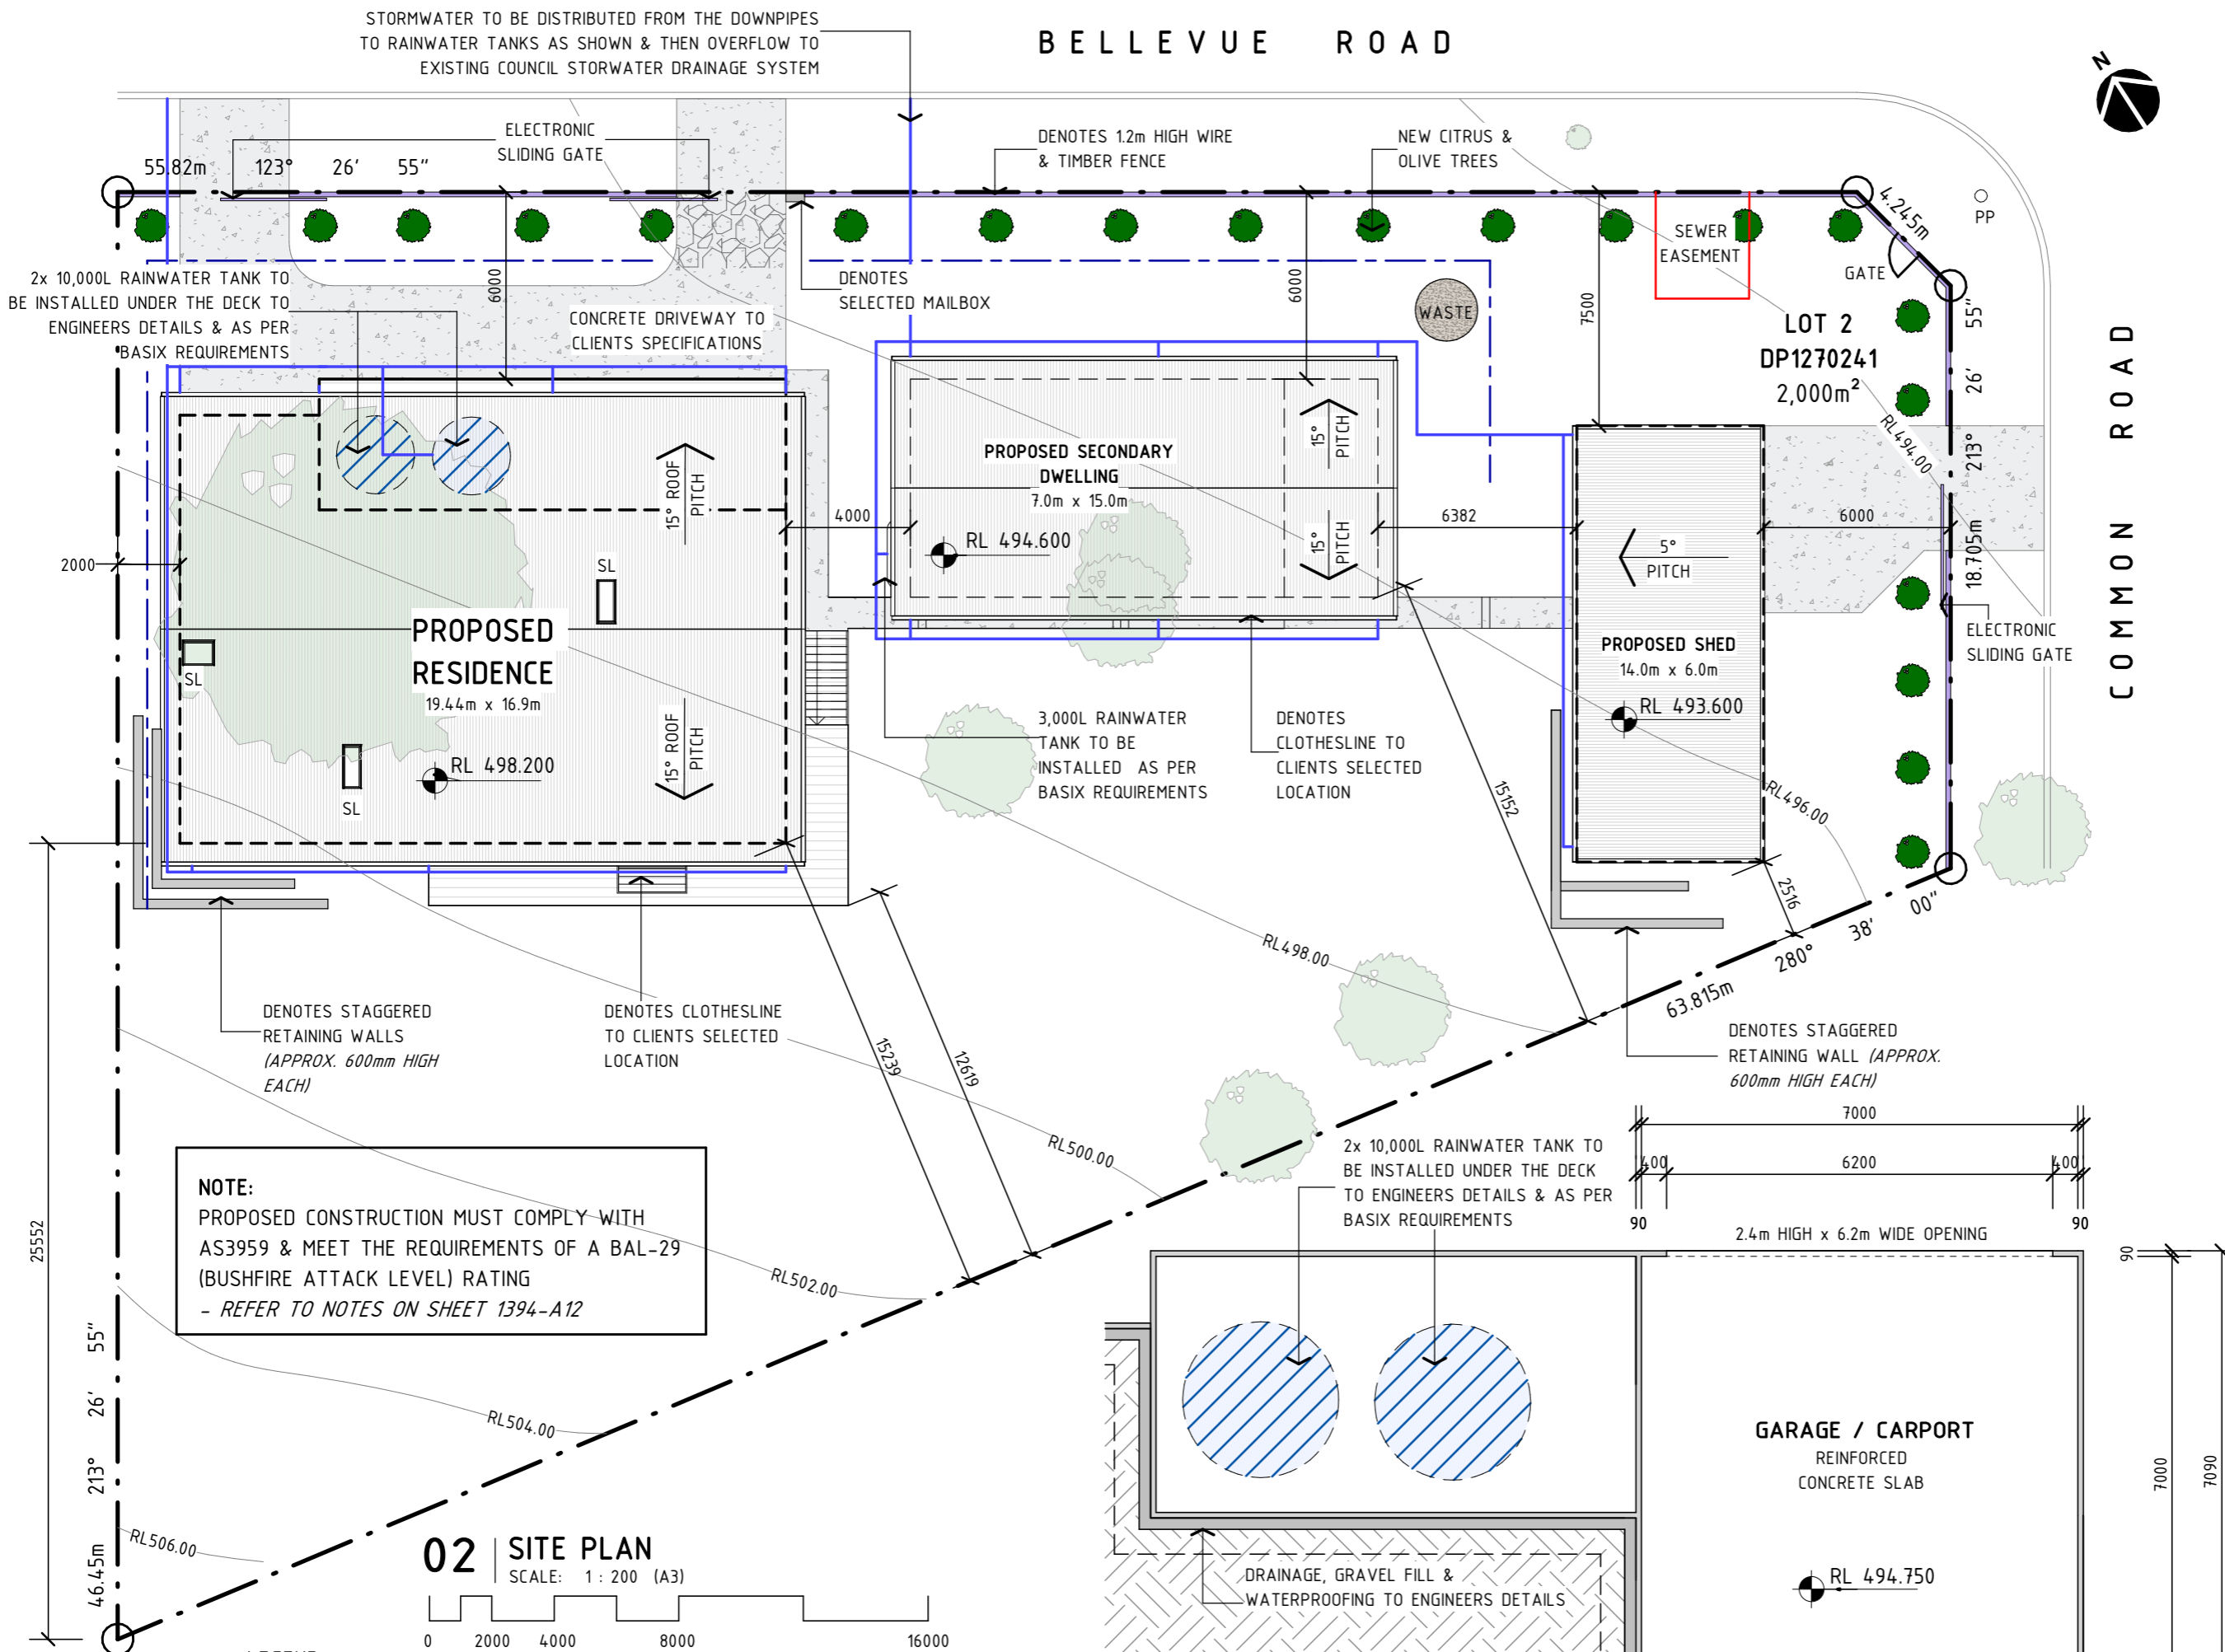 STORMWATER TO BE DISTRIBUTED FROM THE DOWNPIPES
TO RAINWATER TANKS AS SHOWN & THEN OVERFLOW TO
EXISTING COUNCIL STORWATER DRAINAGE SYSTEM
BELLEVUE ROAD
N
ELECTRONIC
SLIDING GATE
DENOTES 1.2m HIGH WIRE
& TIMBER FENCE
NEW CITRUS &
OLIVE TREES
55.82m 123° 26' 55"
4.245m
PP
GATE
SEWER
EASEMENT
2x 10,000L RAINWATER TANK TO
BE INSTALLED UNDER THE DECK TO
ENGINEERS DETAILS & AS PER
BASIX REQUIREMENTS
6000
DENOTES
SELECTED MAILBOX
6000
7500
WASTE
CONCRETE DRIVEWAY TO
CLIENTS SPECIFICATIONS
LOT 2
DP1270241
2,000m²
RL494.00
18.705m 213° 26' 55"
COMMON ROAD
15° ROOF
PITCH
PROPOSED SECONDARY
DWELLING
7.0m x 15.0m
15°
PITCH
15°
PITCH
4000
RL 494.600
6382
6000
5°
PITCH
2000
SL
PROPOSED
RESIDENCE
19.44m x 16.9m
SL
SL
RL 498.200
15° ROOF
PITCH
PROPOSED SHED
14.0m x 6.0m
RL 493.600
ELECTRONIC
SLIDING GATE
3,000L RAINWATER
TANK TO BE
INSTALLED AS PER
BASIX REQUIREMENTS
DENOTES
CLOTHESLINE TO
CLIENTS SELECTED
LOCATION
15152
RL496.00
2516
280° 38' 00"
63.815m
RL498.00
DENOTES STAGGERED
RETAINING WALLS
(APPROX. 600mm HIGH
EACH)
DENOTES CLOTHESLINE
TO CLIENTS SELECTED
LOCATION
15239
12619
DENOTES STAGGERED
RETAINING WALL (APPROX.
600mm HIGH EACH)
RL500.00
25552
NOTE:
PROPOSED CONSTRUCTION MUST COMPLY WITH
AS3959 & MEET THE REQUIREMENTS OF A BAL-29
(BUSHFIRE ATTACK LEVEL) RATING
- REFER TO NOTES ON SHEET 1394-A12
RL502.00
RL504.00
RL506.00
46.45m 213° 26' 55"
2x 10,000L RAINWATER TANK TO
BE INSTALLED UNDER THE DECK
TO ENGINEERS DETAILS & AS PER
BASIX REQUIREMENTS
7000
400 6200 400
90 90
2.4m HIGH x 6.2m WIDE OPENING
90
7000
7090
GARAGE / CARPORT
REINFORCED
CONCRETE SLAB
RL 494.750
DRAINAGE, GRAVEL FILL &
WATERPROOFING TO ENGINEERS DETAILS
02 SITE PLAN
SCALE: 1 : 200 (A3)
0 2000 4000 8000 16000